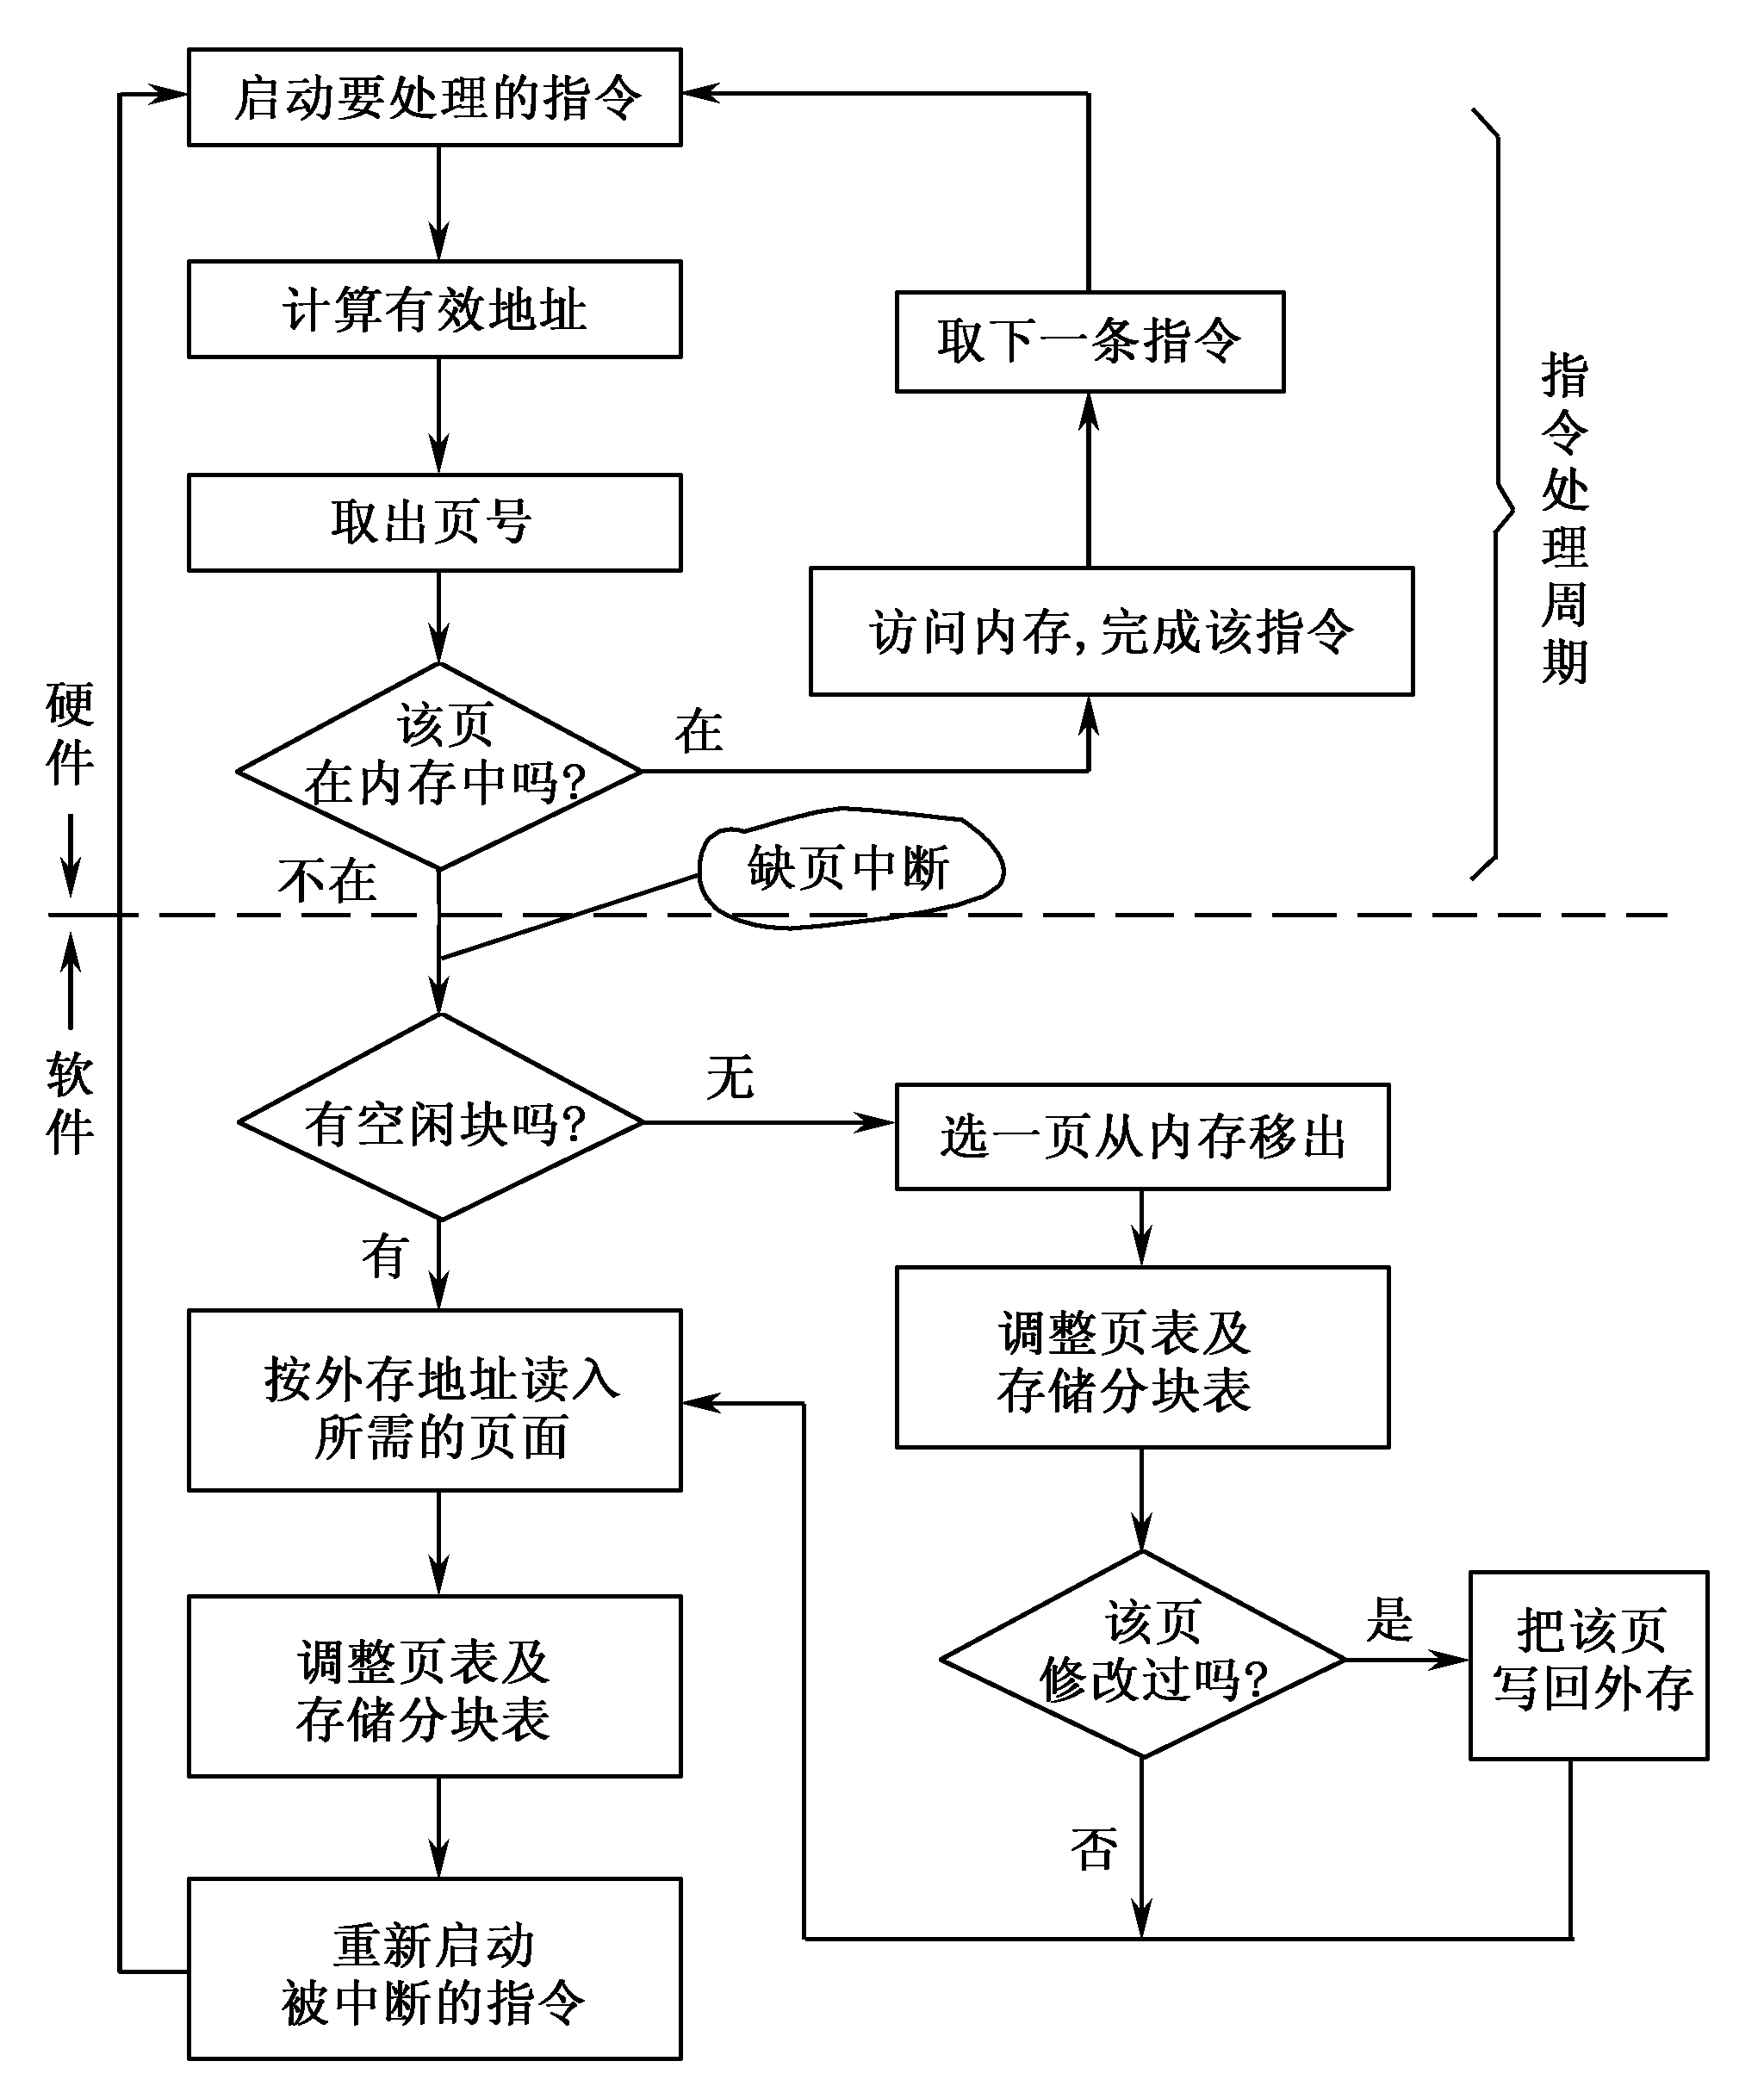 启动要处理的指令
计算有效地址
取下一条指令
取出页号
访问内存,完成该指令
指令处理周期
该页
在内存中吗?
在
不在
缺页中断
硬件
软件
有空闲块吗?
无
选一页从内存移出
有
调整页表及
存储分块表
按外存地址读入
所需的页面
该页
修改过吗?
是
把该页
写回外存
否
调整页表及
存储分块表
重新启动
被中断的指令